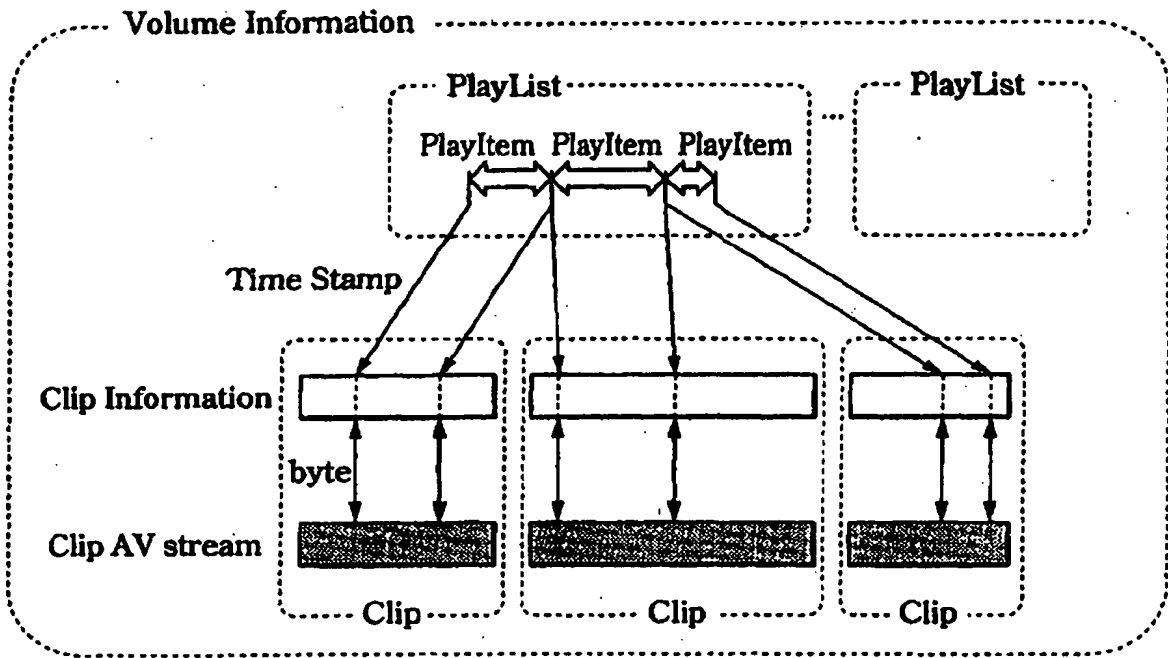 Volume Information
PlayList
PlayList
...
PlayItem PlayItem PlayItem
Time Stamp
Clip Information
byte
Clip AV stream
Clip
Clip
Clip